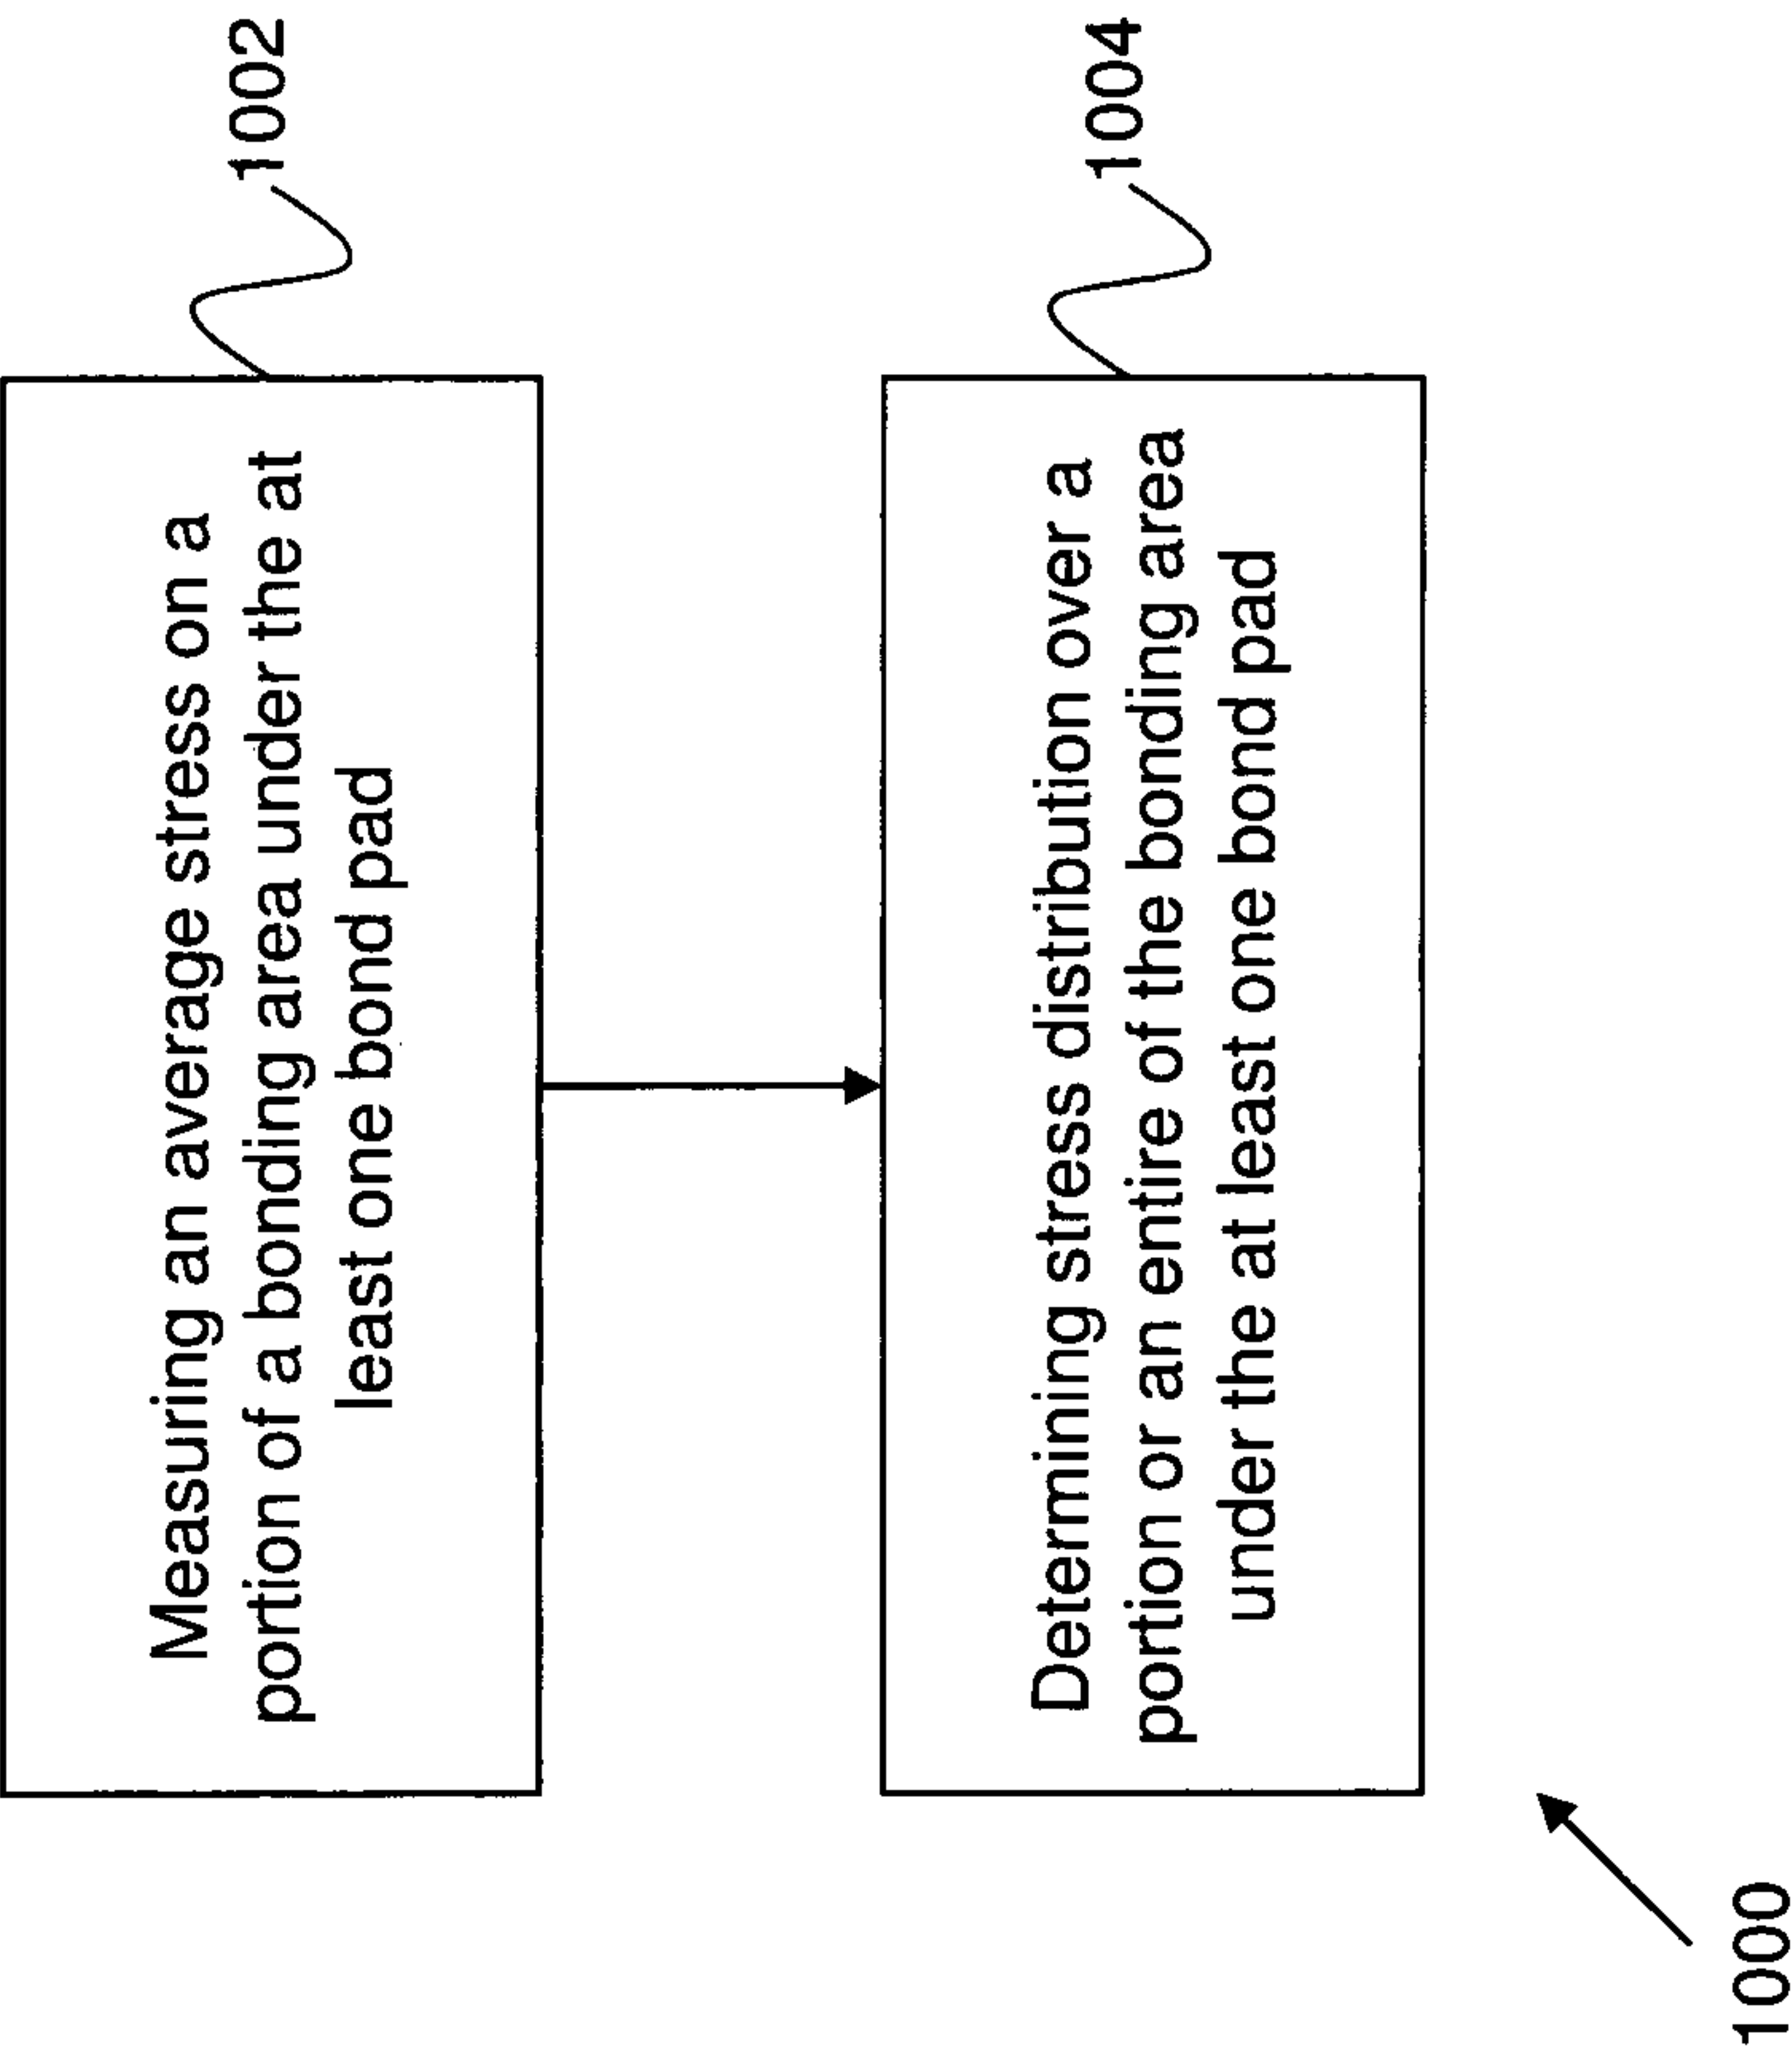 Measuring an average stress on a
portion of a bonding area under the at
least one bond pad
1002
Determining stress distribution over a
portion or an entire of the bonding area
under the at least one bond pad
1004
1000